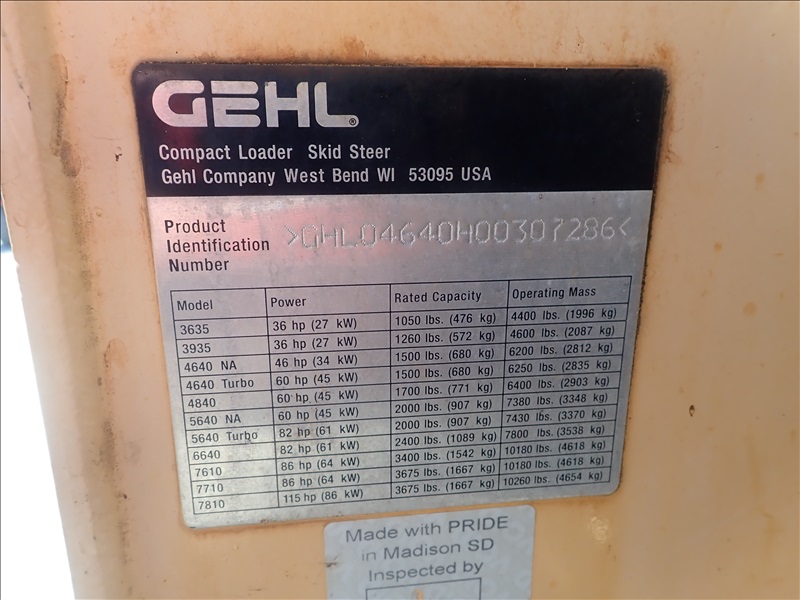 GEHL®
Compact Loader Skid Steer
Gehl Company West Bend WI 53095 USA
Product
Identification
Number
>GHL04640H00307286<
Model Power Rated Capacity Operating Mass
3635 36 hp (27 kW) 1050 lbs. (476 kg) 4400 lbs. (1996 kg)
3935 36 hp (27 kW) 1260 lbs. (572 kg) 4600 lbs. (2087 kg)
4640 NA 46 hp (34 kW) 1500 lbs. (680 kg) 6200 lbs. (2812 kg)
4640 Turbo 60 hp (45 kW) 1500 lbs. (680 kg) 6250 lbs. (2835 kg)
4840 60 hp (45 kW) 1700 lbs. (771 kg) 6400 lbs. (2903 kg)
5640 NA 60 hp (45 kW) 2000 lbs. (907 kg) 7380 lbs. (3348 kg)
5640 Turbo 82 hp (61 kW) 2000 lbs. (907 kg) 7430 lbs. (3370 kg)
6640 82 hp (61 kW) 2400 lbs. (1089 kg) 7800 lbs. (3538 kg)
7610 86 hp (64 kW) 3400 lbs. (1542 kg) 10180 lbs. (4618 kg)
7710 86 hp (64 kW) 3675 lbs. (1667 kg) 10180 lbs. (4618 kg)
7810 115 hp (86 kW) 3675 lbs. (1667 kg) 10260 lbs. (4654 kg)
Made with PRIDE
in Madison SD
Inspected by